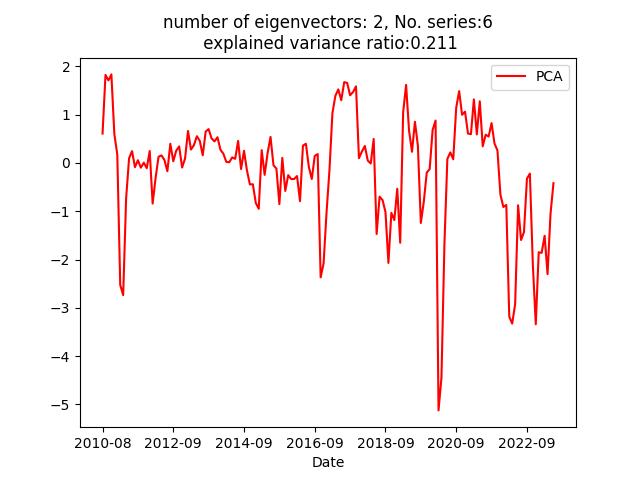 number of eigenvectors: 2, No. series:6
explained variance ratio:0.211
PCA
2
1
0
−1
−2
−3
−4
−5
2010-08 2012-09 2014-09 2016-09 2018-09 2020-09 2022-09
Date